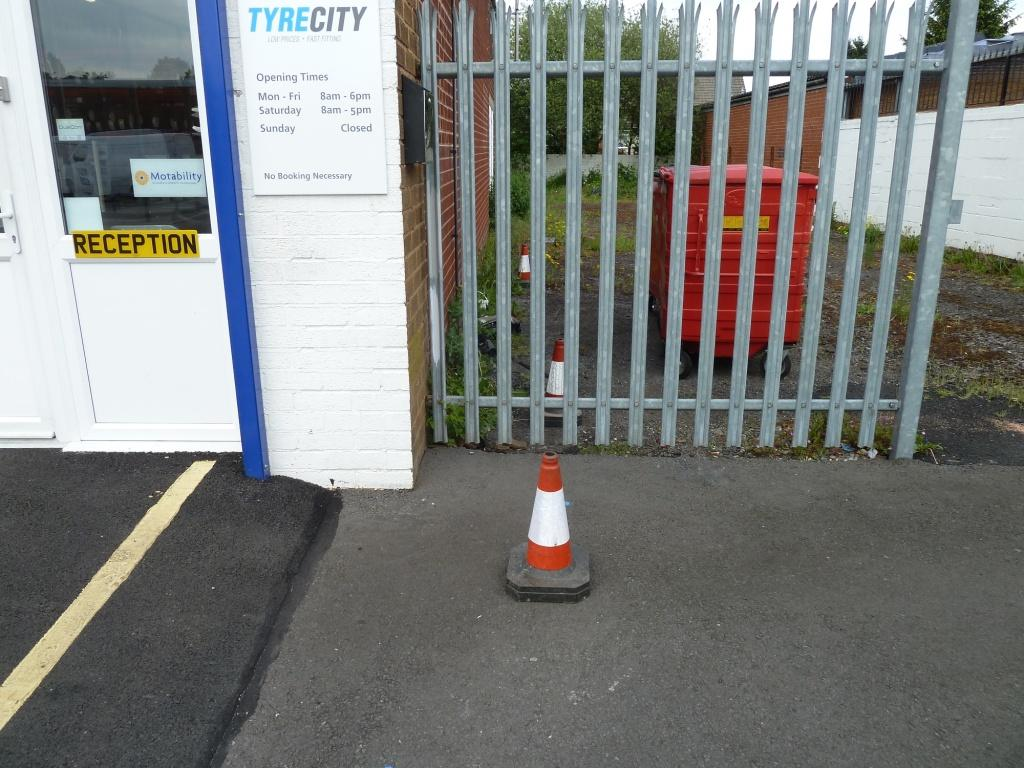 TYRECITY
LOW PRICES • FAST FITTING
Opening Times
Mon - Fri 8am - 6pm
Saturday 8am - 5pm
Sunday Closed
No Booking Necessary
Motability
RECEPTION